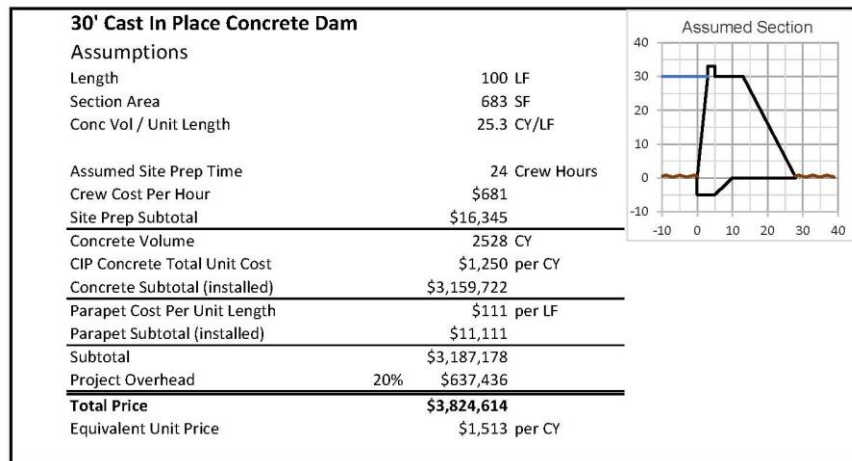 30' Cast In Place Concrete Dam
Assumptions
Length 100 LF
Section Area 683 SF
Conc Vol / Unit Length 25.3 CY/LF
Assumed Site Prep Time 24 Crew Hours
Crew Cost Per Hour $681
Site Prep Subtotal $16,345
Concrete Volume 2528 CY
CIP Concrete Total Unit Cost $1,250 per CY
Concrete Subtotal (installed) $3,159,722
Parapet Cost Per Unit Length $111 per LF
Parapet Subtotal (installed) $11,111
Subtotal $3,187,178
Project Overhead 20% $637,436
Total Price $3,824,614
Equivalent Unit Price $1,513 per CY
Assumed Section
40
30
20
10
0
-10
-10 0 10 20 30 40